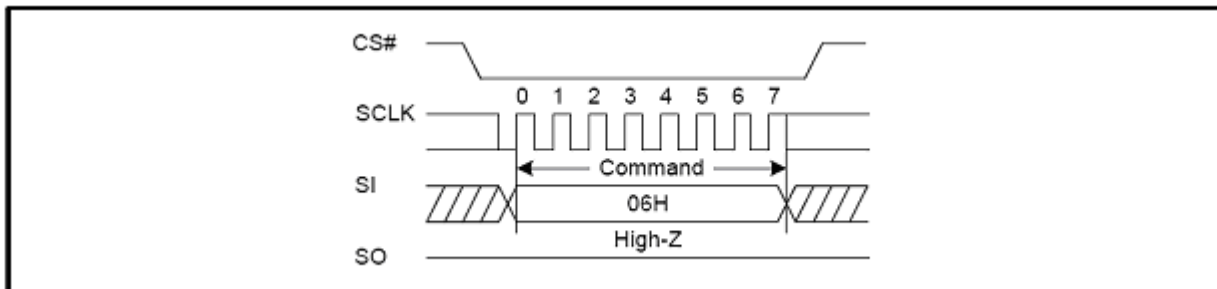 CS#
0 1 2 3 4 5 6 7
SCLK
Command
SI
06H
High-Z
SO